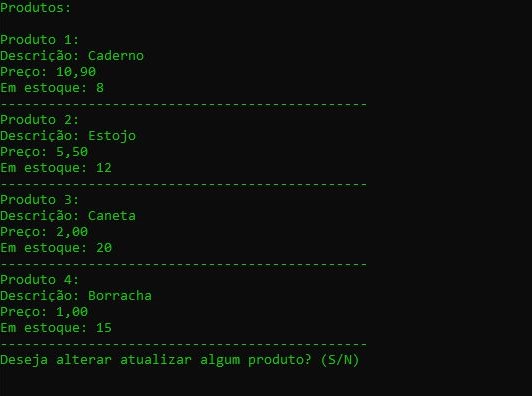 Produtos:
Produto 1:
Descrição: Caderno
Preço: 10,90
Em estoque: 8
----------------------------------------------
Produto 2:
Descrição: Estojo
Preço: 5,50
Em estoque: 12
----------------------------------------------
Produto 3:
Descrição: Caneta
Preço: 2,00
Em estoque: 20
----------------------------------------------
Produto 4:
Descrição: Borracha
Preço: 1,00
Em estoque: 15
----------------------------------------------
Deseja alterar atualizar algum produto? (S/N)